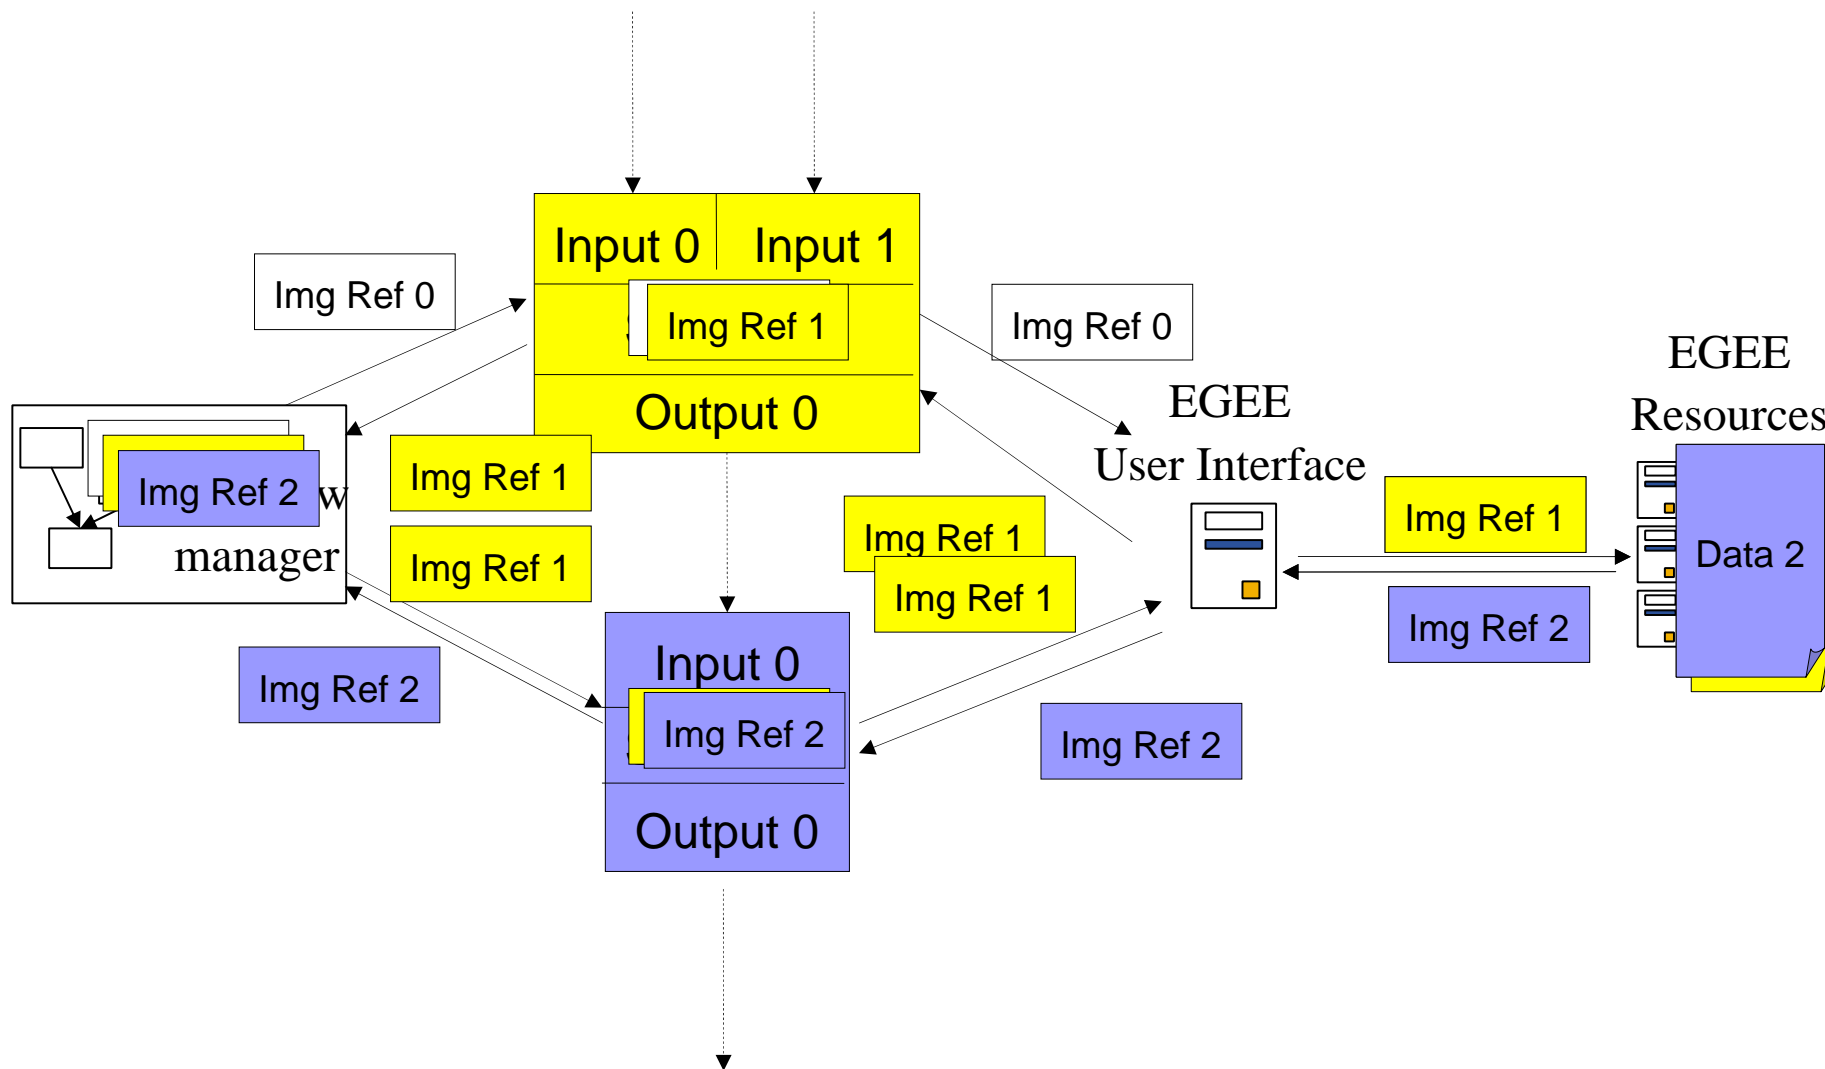 Input 0
Input 1
Img Ref 0
Img Ref 1
Img Ref 0
Output 0
EGEE
User Interface
EGEE
Resources
Img Ref 2
manager
Img Ref 1
Img Ref 1
Img Ref 1
Img Ref 1
Img Ref 1
Data 2
Img Ref 2
Img Ref 2
Input 0
Img Ref 2
Img Ref 2
Output 0